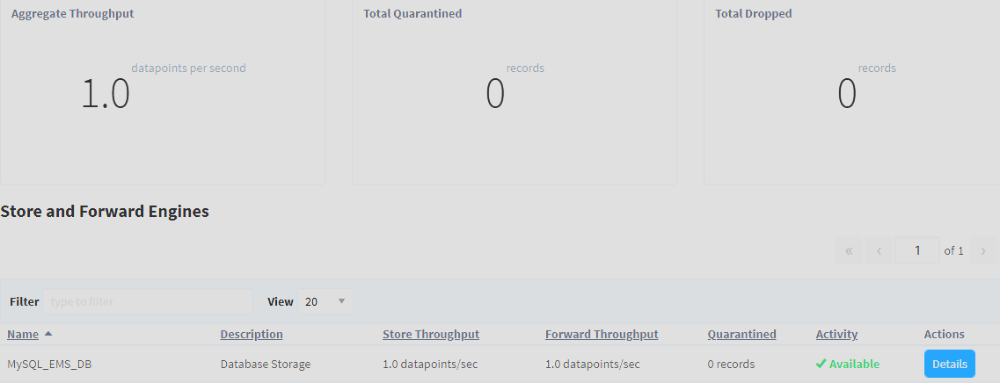 Aggregate Throughput Total Quarantined Total Dropped
datapoints per second records records
1.0 0 0
Store and Forward Engines
« ‹ 1 of 1 ›
Filter type to filter View 20
Name Description Store Throughput Forward Throughput Quarantined Activity Actions
MySQL_EMS_DB Database Storage 1.0 datapoints/sec 1.0 datapoints/sec 0 records Available Details